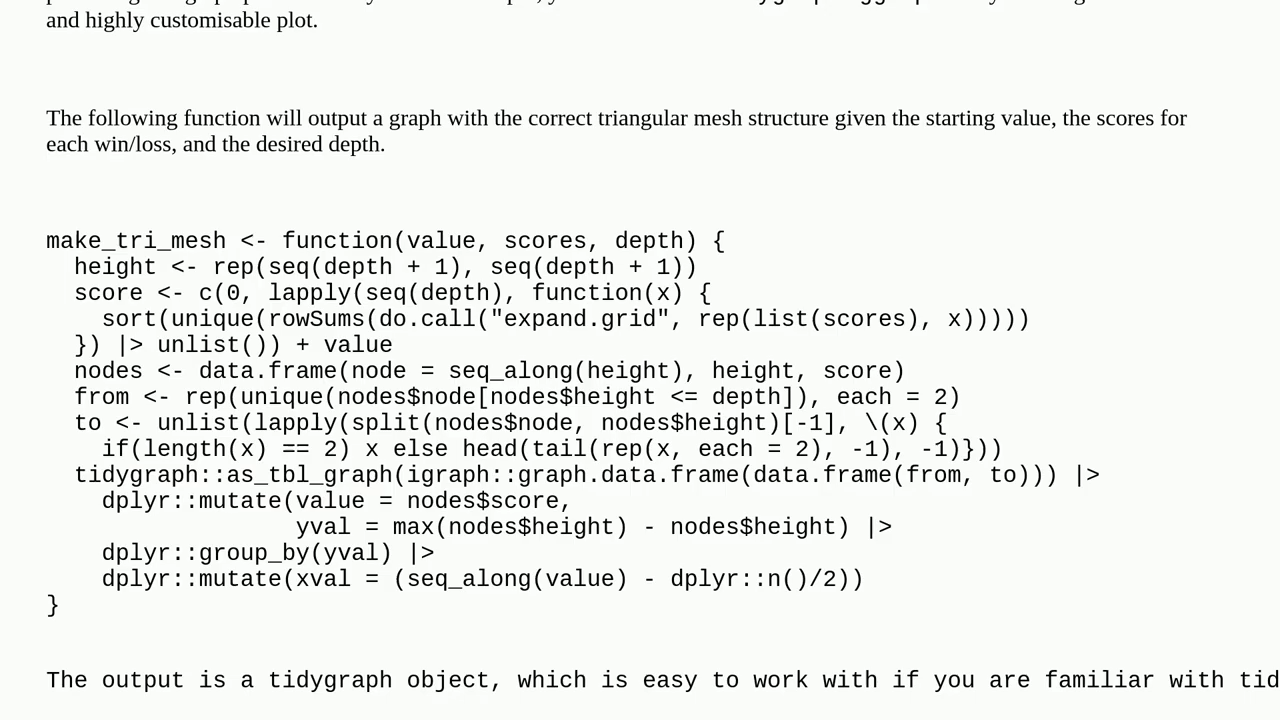 and highly customisable plot.
The following function will output a graph with the correct triangular mesh structure given the starting value, the scores for
each win/loss, and the desired depth.
make_tri_mesh <- function(value, scores, depth) {
  height <- rep(seq(depth + 1), seq(depth + 1))
  score <- c(0, lapply(seq(depth), function(x) {
    sort(unique(rowSums(do.call("expand.grid", rep(list(scores), x)))))
  }) |> unlist()) + value
  nodes <- data.frame(node = seq_along(height), height, score)
  from <- rep(unique(nodes$node[nodes$height <= depth]), each = 2)
  to <- unlist(lapply(split(nodes$node, nodes$height)[-1], \(x) {
    if(length(x) == 2) x else head(tail(rep(x, each = 2), -1), -1)}))
  tidygraph::as_tbl_graph(igraph::graph.data.frame(data.frame(from, to))) |>
    dplyr::mutate(value = nodes$score,
                  yval = max(nodes$height) - nodes$height) |>
    dplyr::group_by(yval) |>
    dplyr::mutate(xval = (seq_along(value) - dplyr::n()/2))
}
The output is a tidygraph object, which is easy to work with if you are familiar with tid